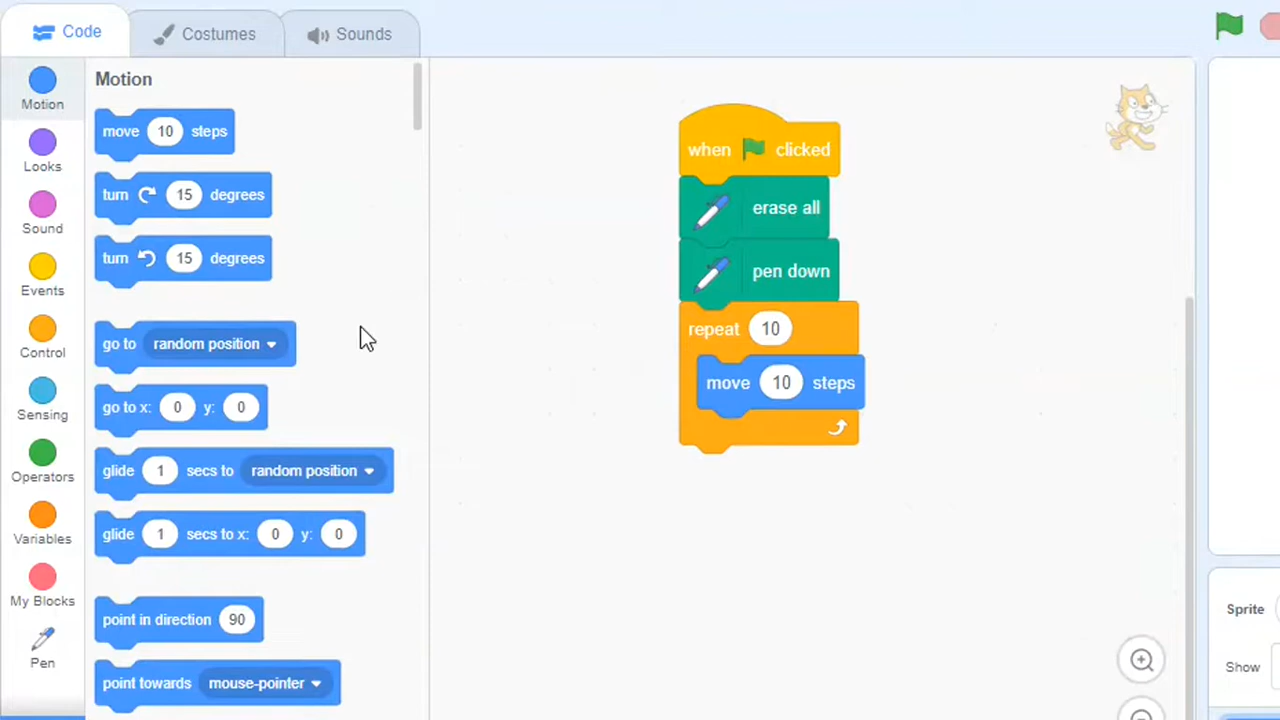 Code
Costumes
Sounds
Motion
Looks
Sound
Events
Control
Sensing
Operators
Variables
My Blocks
Pen
Motion
move 10 steps
turn 15 degrees
turn 15 degrees
go to random position
go to x: 0 y: 0
glide 1 secs to random position
glide 1 secs to x: 0 y: 0
point in direction 90
point towards mouse-pointer
when clicked
erase all
pen down
repeat 10
move 10 steps
Sprite
Show